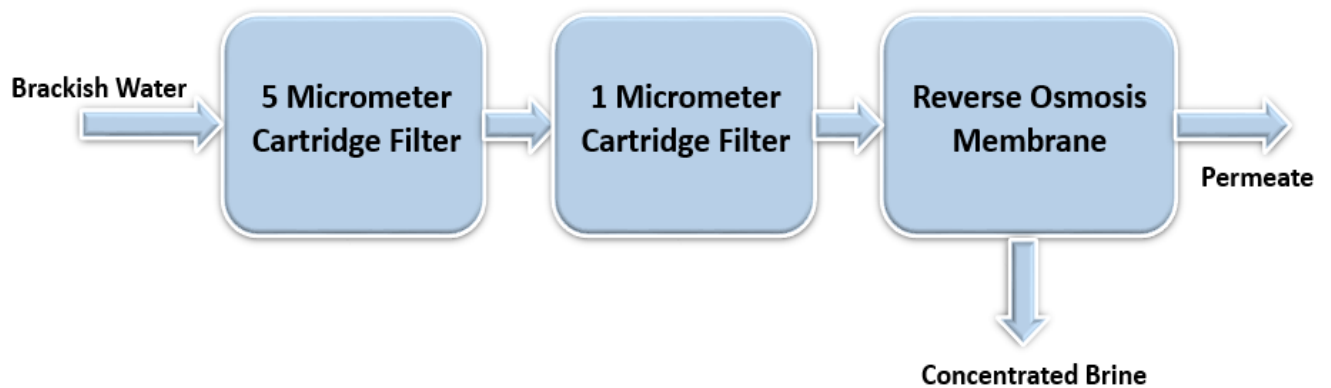 Brackish Water
5 Micrometer
Cartridge Filter
1 Micrometer
Cartridge Filter
Reverse Osmosis
Membrane
Permeate
Concentrated Brine